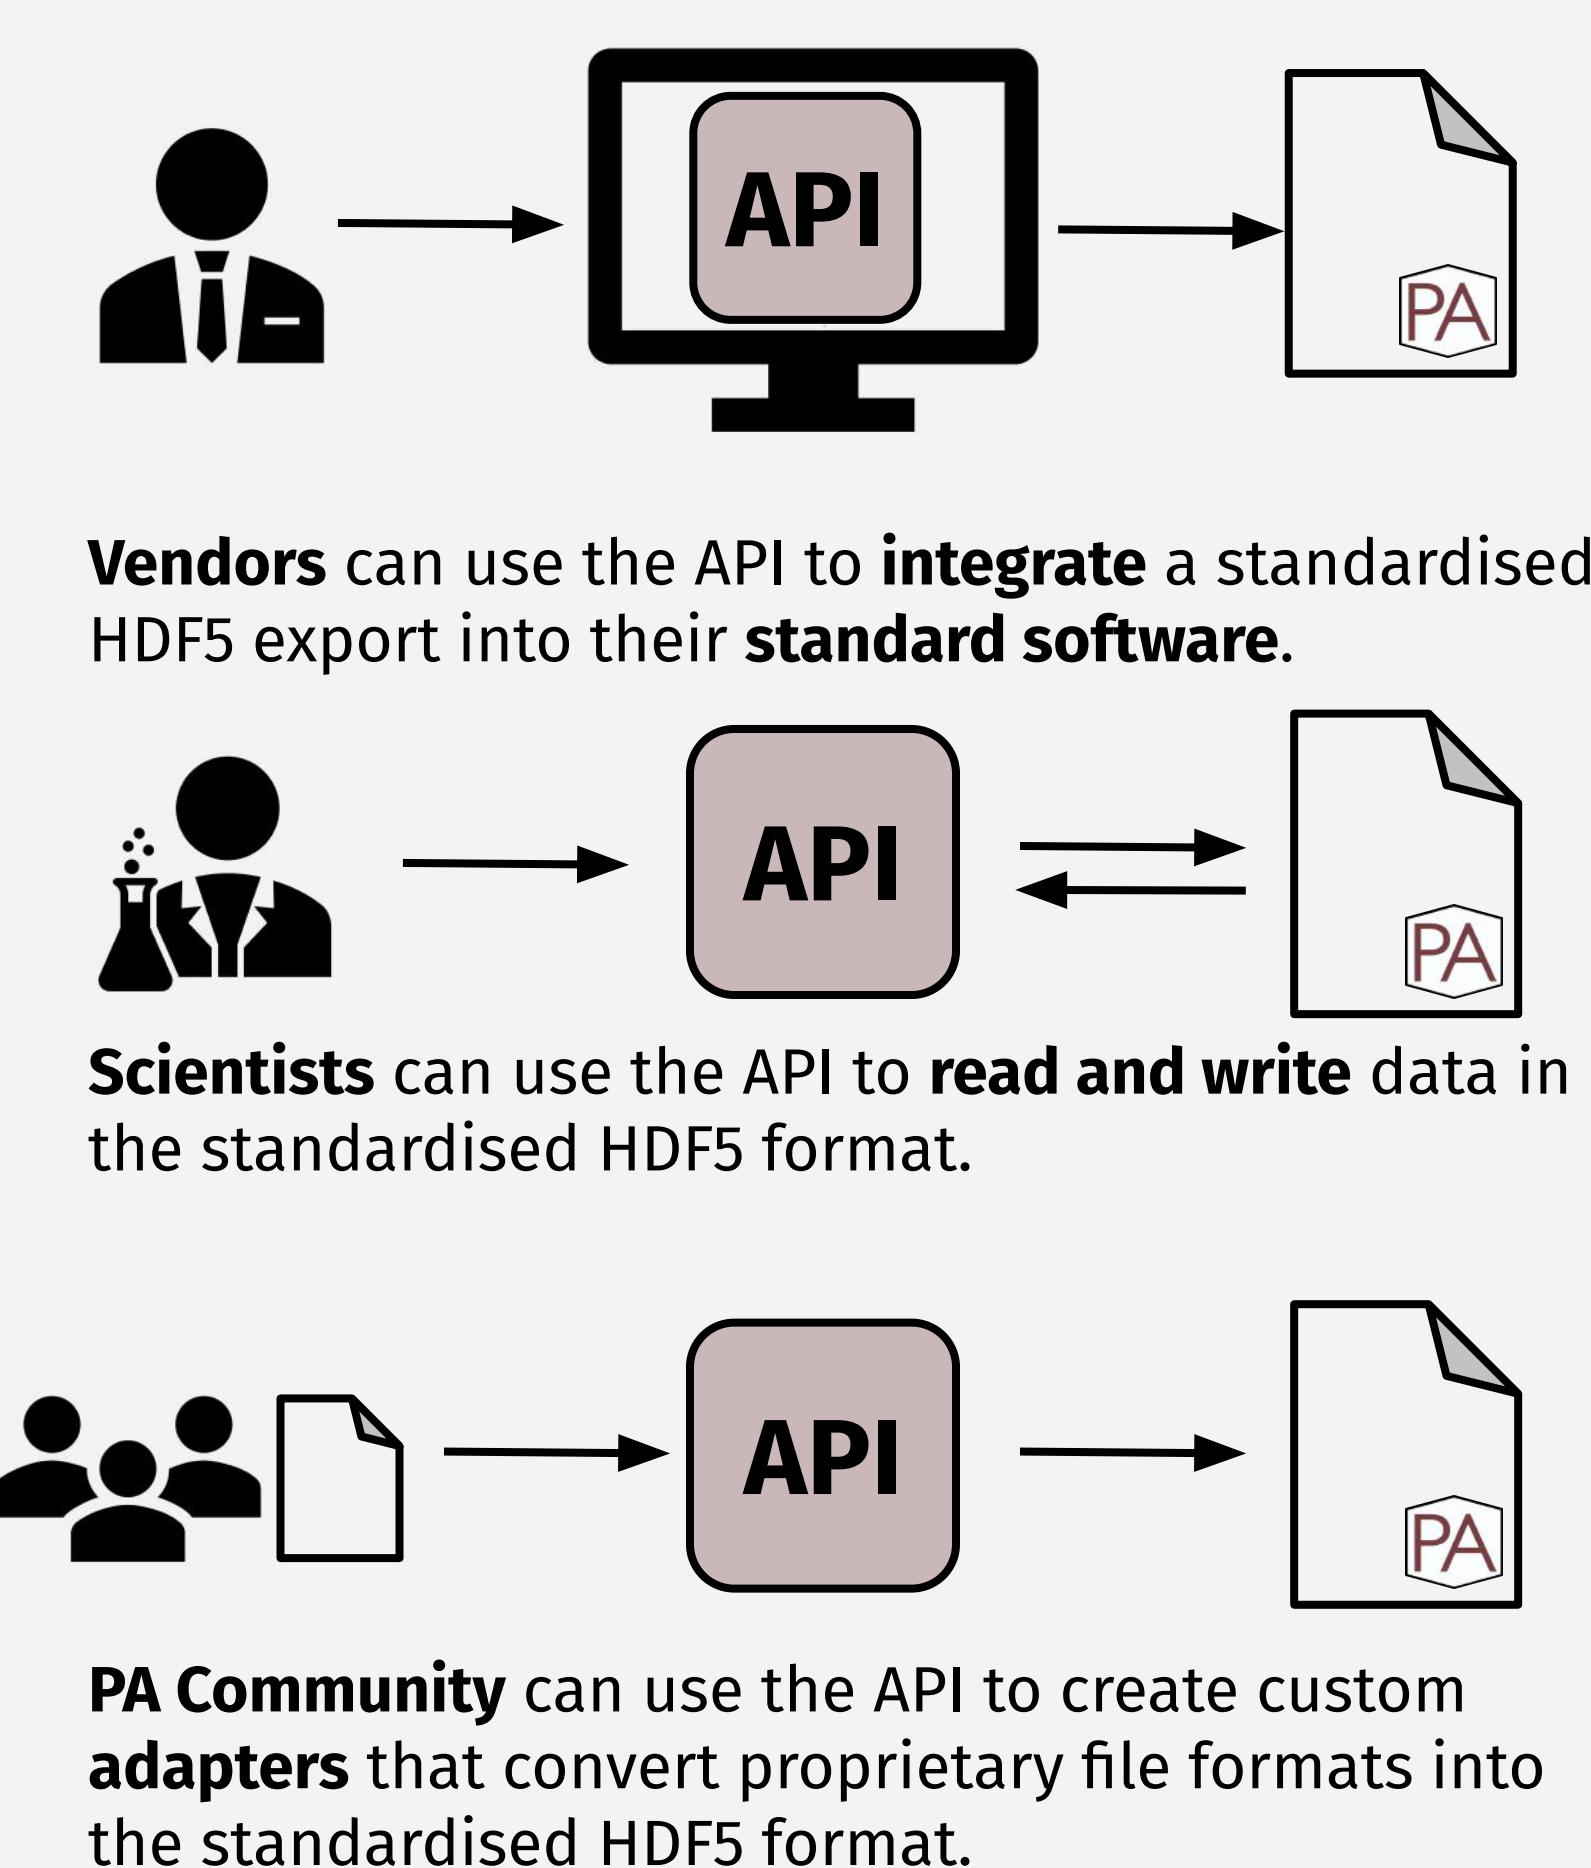 API
PA
Vendors can use the API to integrate a standardised
HDF5 export into their standard software.
API
PA
Scientists can use the API to read and write data in
the standardised HDF5 format.
API
PA
PA Community can use the API to create custom
adapters that convert proprietary file formats into
the standardised HDF5 format.